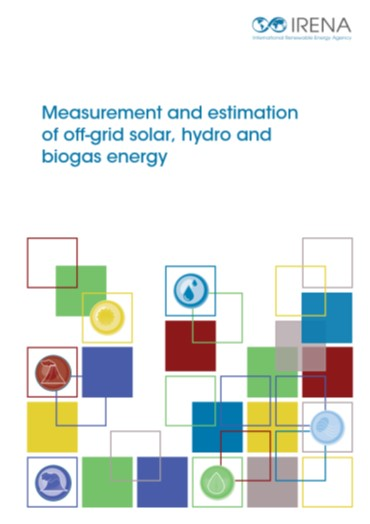 IRENA
International Renewable Energy Agency
Measurement and estimation
of off-grid solar, hydro and
biogas energy